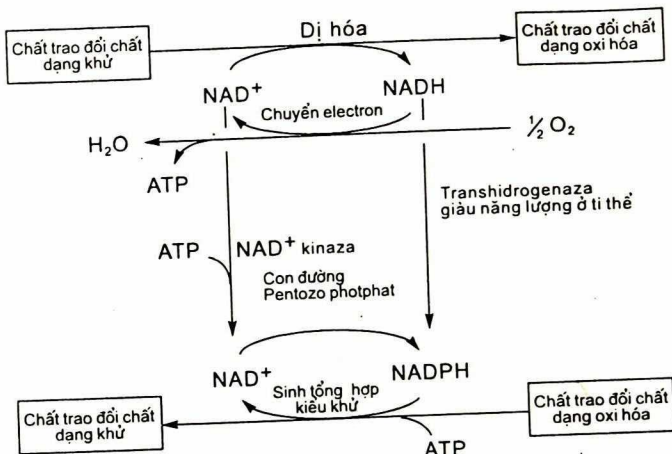 Chất trao đổi chất
dạng khử
Dị hóa
Chất trao đổi chất
dạng oxi hóa
NAD+
NADH
Chuyển electron
H₂O
½ O₂
ATP
Transhidrogenaza
giàu năng lượng ở ti thể
ATP
NAD+ kinaza
Con đường
Pentozo photphat
NAD+
NADPH
Sinh tổng hợp
kiêu khử
Chất trao đổi chất
dạng khử
Chất trao đổi chất
dạng oxi hóa
ATP